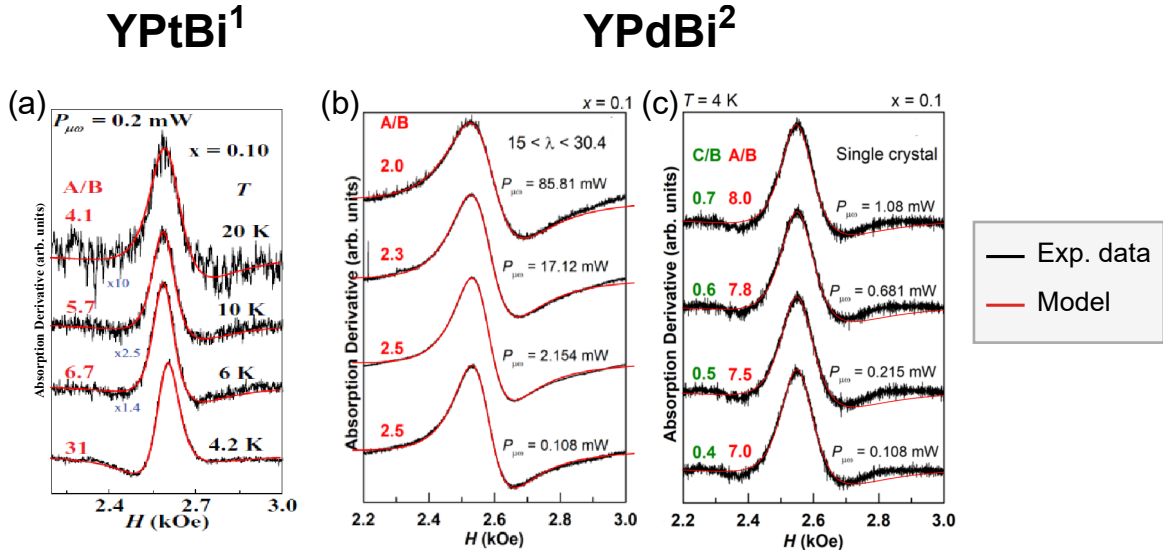 YPtBi1
YPdBi2
(a)
Pμω = 0.2 mW
x = 0.10
A/B
T
4.1
20 K
x10
5.7
10 K
x2.5
6.7
6 K
x1.4
31
4.2 K
Absorption Derivative (arb. units)
2.4 2.7 3.0
H (kOe)
(b)
x = 0.1
A/B
15 < λ < 30.4
2.0
Pμω = 85.81 mW
2.3
Pμω = 17.12 mW
2.5
Pμω = 2.154 mW
2.5
Pμω = 0.108 mW
Absorption Derivative (arb. units)
2.2 2.4 2.6 2.8 3.0
H (kOe)
(c)
T = 4 K
x = 0.1
C/B A/B
Single crystal
0.7 8.0
Pμω = 1.08 mW
0.6 7.8
Pμω = 0.681 mW
0.5 7.5
Pμω = 0.215 mW
0.4 7.0
Pμω = 0.108 mW
Absorption Derivative (arb. units)
2.2 2.4 2.6 2.8 3.0
H (kOe)
Exp. data
Model